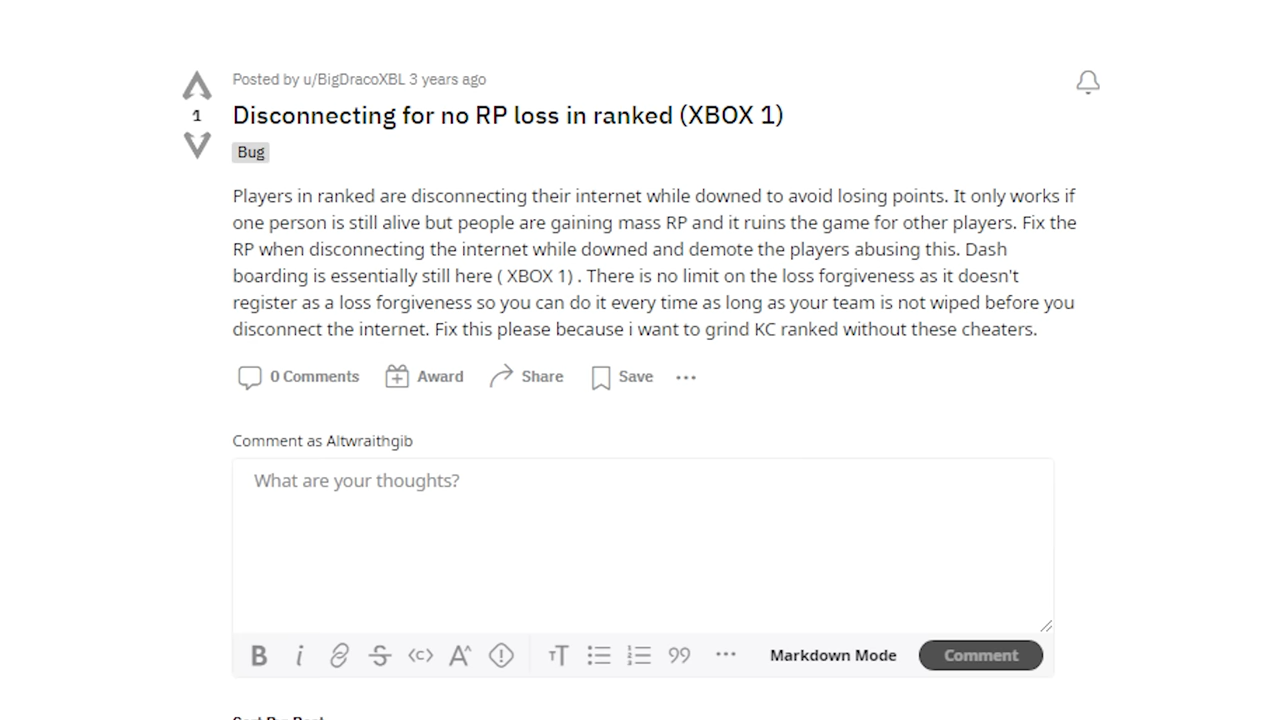 Posted by u/BigDracoXBL 3 years ago
1
Disconnecting for no RP loss in ranked (XBOX 1)
Bug
Players in ranked are disconnecting their internet while downed to avoid losing points. It only works if
one person is still alive but people are gaining mass RP and it ruins the game for other players. Fix the
RP when disconnecting the internet while downed and demote the players abusing this. Dash
boarding is essentially still here ( XBOX 1) . There is no limit on the loss forgiveness as it doesn't
register as a loss forgiveness so you can do it every time as long as your team is not wiped before you
disconnect the internet. Fix this please because i want to grind KC ranked without these cheaters.
0 Comments Award Share Save
Comment as Altwraithgib
What are your thoughts?
Markdown Mode Comment